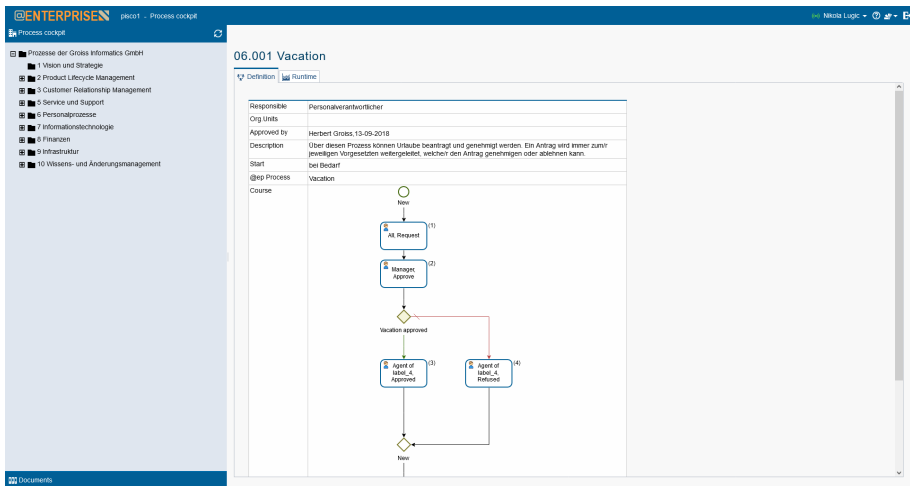 @ENTERPRISE pisco1 - Process cockpit Nikola Lugic
Process cockpit
Prozesse der Groiss Informatics GmbH
1 Vision und Strategie
2 Product Lifecycle Management
3 Customer Relationship Management
5 Service und Support
6 Personalprozesse
7 Informationstechnologie
8 Finanzen
9 Infrastruktur
10 Wissens- und Änderungsmanagement
Documents
06.001 Vacation
Definition Runtime
Responsible Personalverantwortlicher
Org.Units
Approved by Herbert Groiss,13-09-2018
Description Über diesen Prozess können Urlaube beantragt und genehmigt werden. Ein Antrag wird immer zum/r
jeweiligen Vorgesetzten weitergeleitet, welche/r den Antrag genehmigen oder ablehnen kann.
Start bei Bedarf
@ep Process Vacation
Course
New
(1)
All, Request
(2)
Manager,
Approve
Vacation approved
(3)
Agent of
label_4,
Approved
(4)
Agent of
label_4,
Refused
New